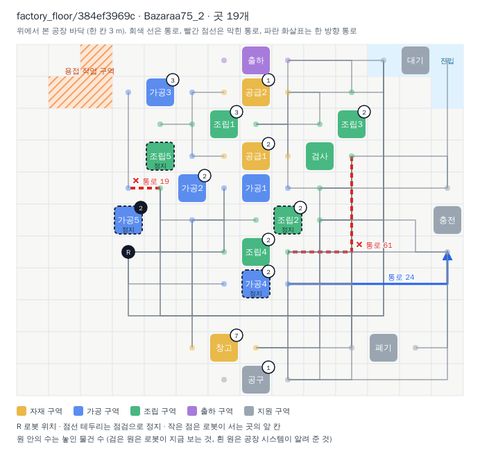 factory_floor/384ef3969c · Bazaraa75_2 · 곳 19개
위에서 본 공장 바닥 (한 칸 3 m). 회색 선은 통로, 빨간 점선은 막힌 통로, 파란 화살표는 한 방향 통로
용접 작업 구역
출하
대기
전립
가공3
3
공급2
1
조립1
3
조립3
2
조립5
정지
공급1
2
검사
통로 19
가공2
2
가공1
가공5
정지
2
조립2
정지
2
충전
R
조립4
2
통로 61
가공4
정지
2
통로 24
창고
7
폐기
공구
1
자재 구역
가공 구역
조립 구역
출하 구역
지원 구역
R 로봇 위치 · 점선 테두리는 점검으로 정지 · 작은 점은 로봇이 서는 곳의 앞 칸
원 안의 수는 놓인 물건 수 (검은 원은 로봇이 지금 보는 것, 흰 원은 공장 시스템이 알려 준 것)